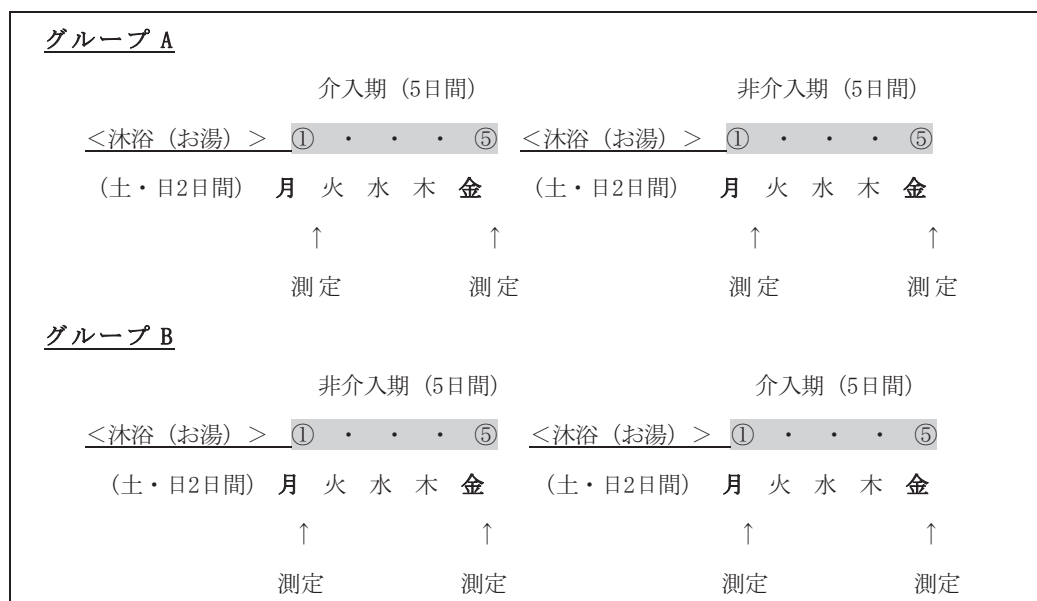 グループ A
介入期（5日間） 非介入期（5日間）
＜沐浴（お湯）＞ ① ・ ・ ・ ⑤ ＜沐浴（お湯）＞ ① ・ ・ ・ ⑤
（土・日2日間） 月 火 水 木 金 （土・日2日間） 月 火 水 木 金
↑ ↑ ↑ ↑
測定 測定 測定 測定
グループ B
非介入期（5日間） 介入期（5日間）
＜沐浴（お湯）＞ ① ・ ・ ・ ⑤ ＜沐浴（お湯）＞ ① ・ ・ ・ ⑤
（土・日2日間） 月 火 水 木 金 （土・日2日間） 月 火 水 木 金
↑ ↑ ↑ ↑
測定 測定 測定 測定